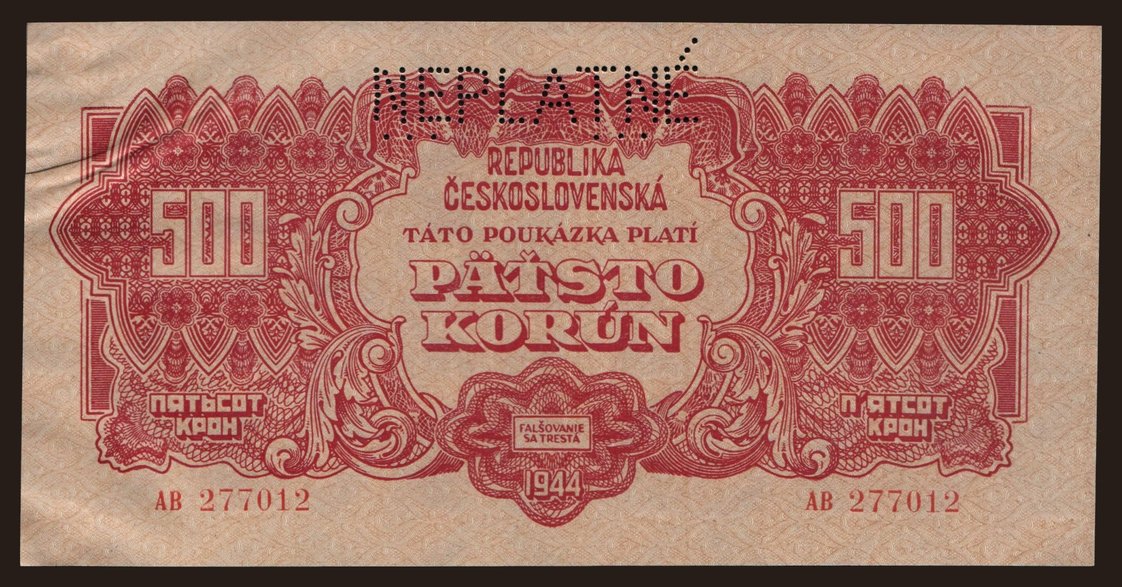 NEPLATNÉ
REPUBLIKA
ČESKOSLOVENSKÁ
TÁTO POUKÁZKA PLATÍ
PÄŤSTO
KORÚN
500
500
ПЯТЬСОТ
КРОН
П'ЯТСОТ
КРОН
FALŠOVANIE
SA TRESTÁ
1944
AB 277012
AB 277012